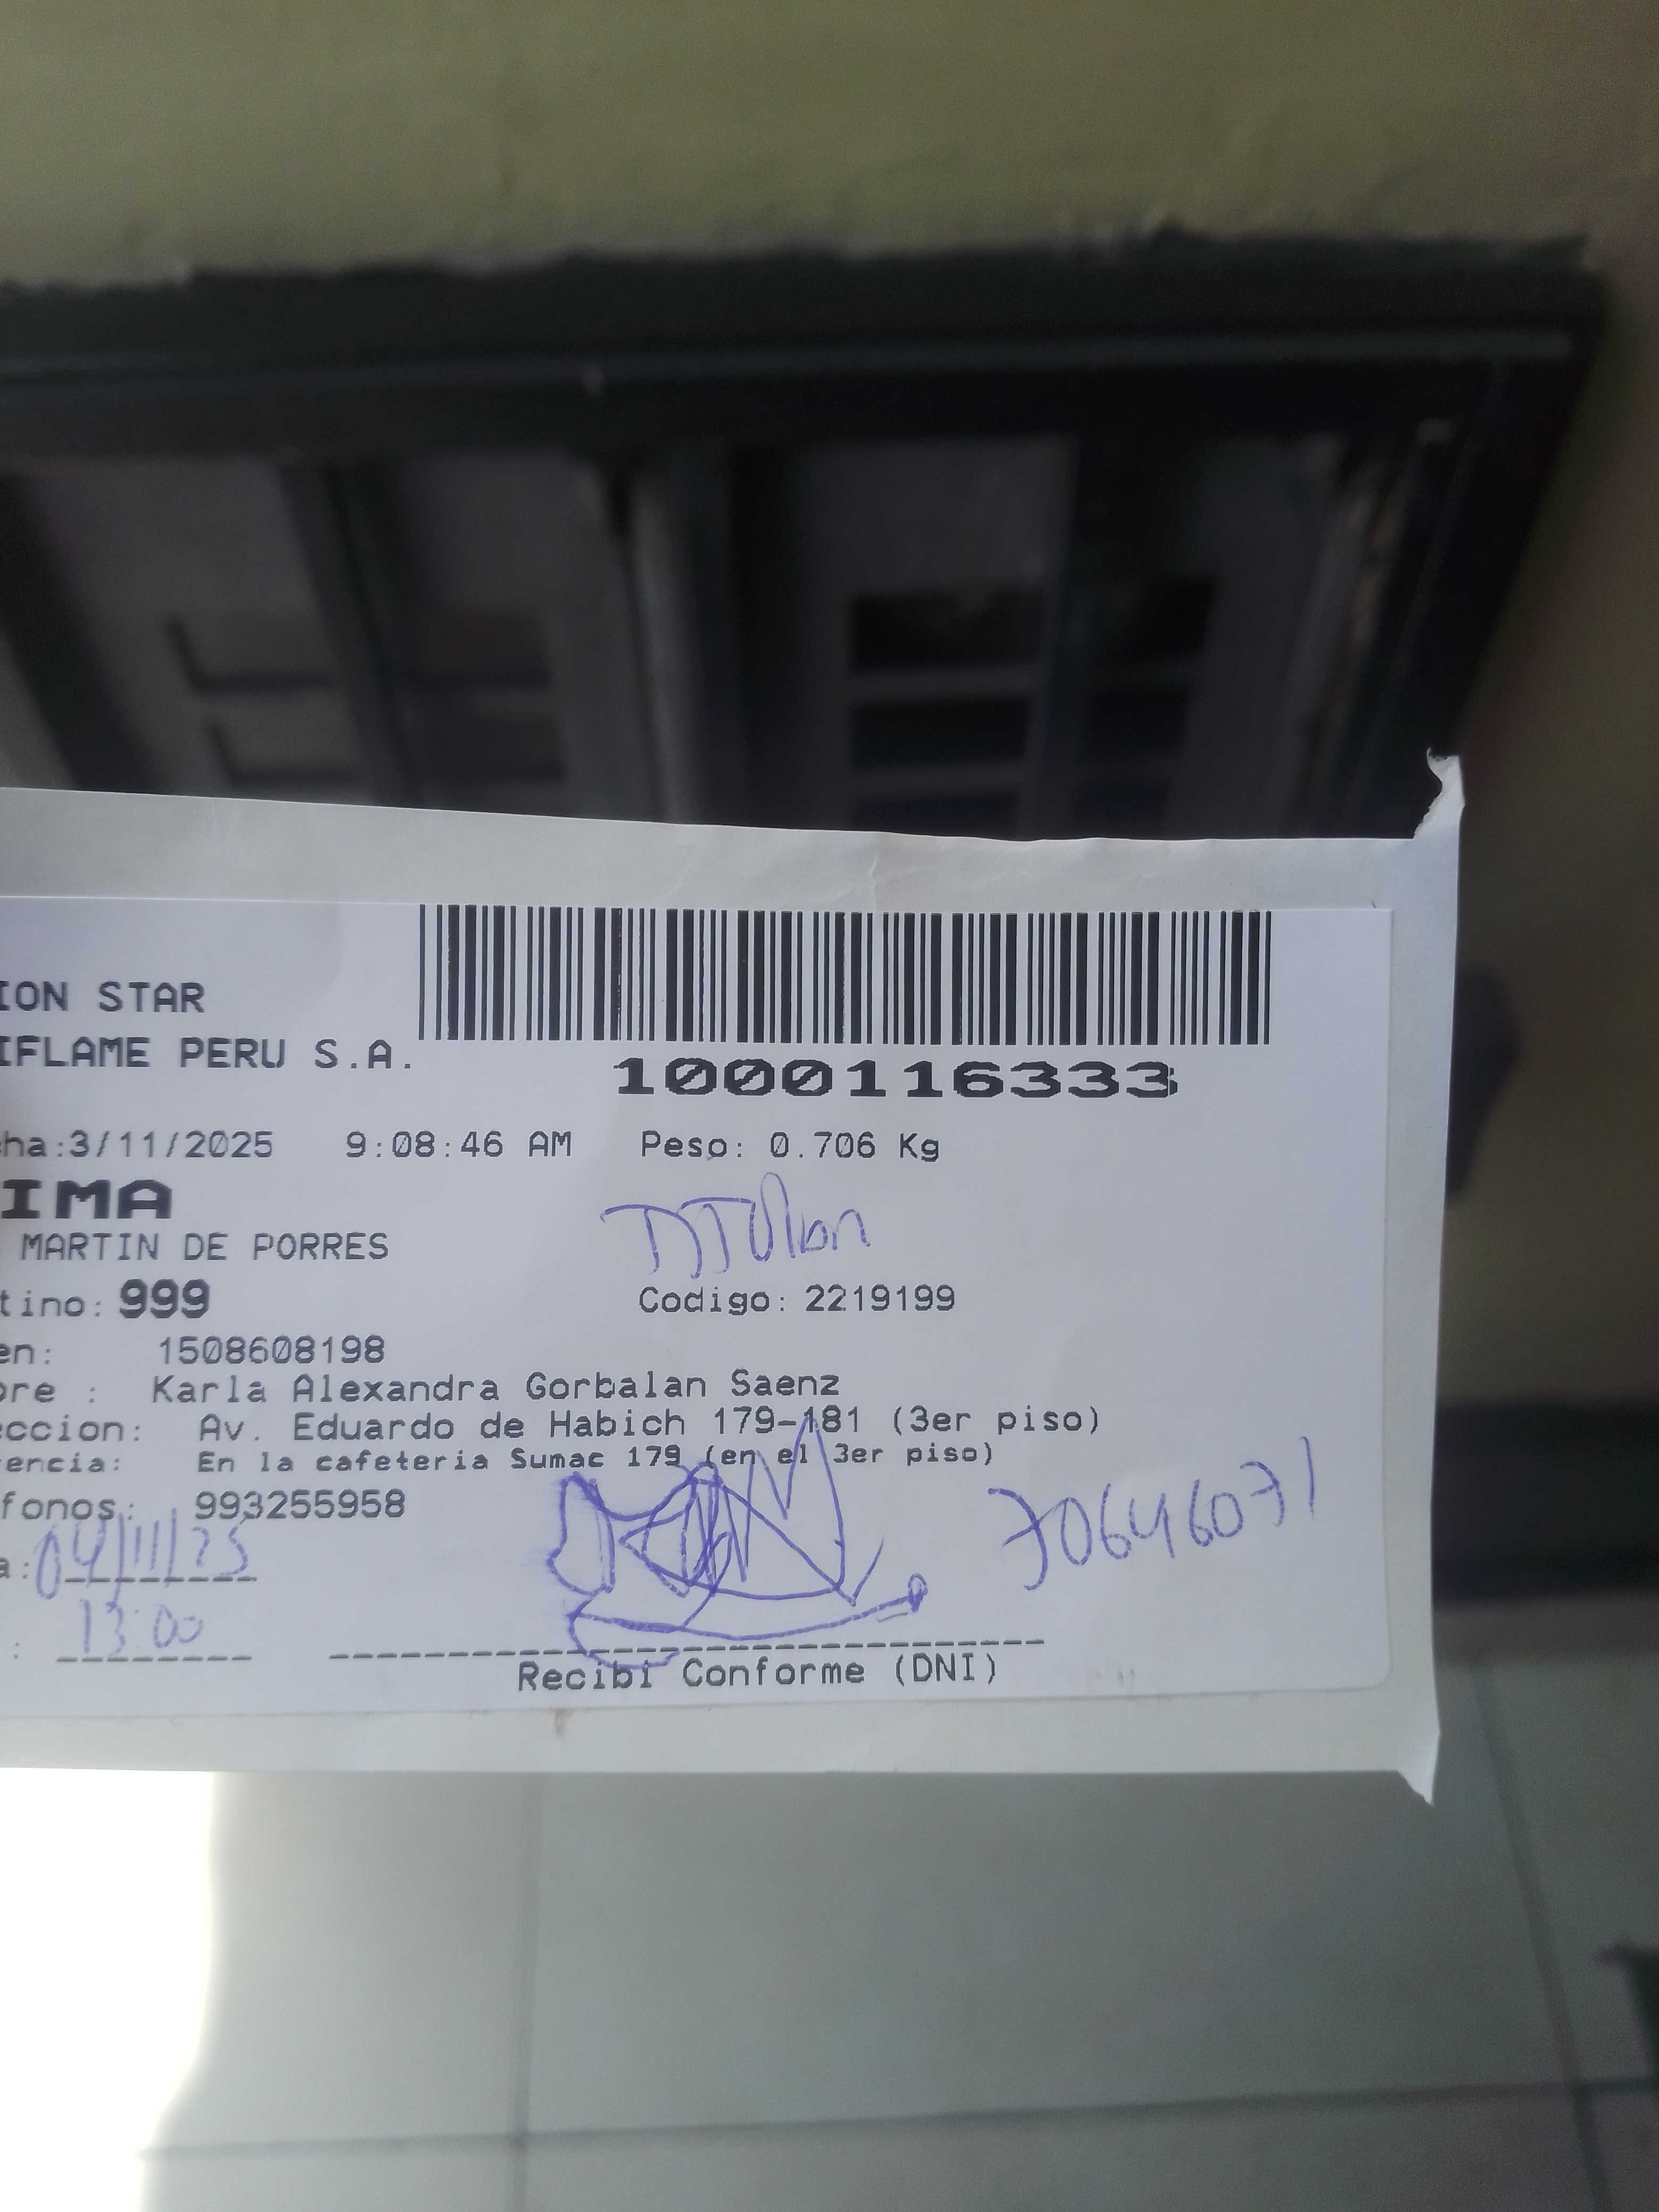 ION STAR
IFLAME PERU S.A.
1000116333
ha:3/11/2025 9:08:46 AM Peso: 0.706 Kg
IMA
MARTIN DE PORRES
tino: 999
Codigo: 2219199
en: 1508608198
bre : Karla Alexandra Gorbalan Saenz
eccion: Av. Eduardo de Habich 179-181 (3er piso)
encia: En la cafeteria Sumac 179 (en el 3er piso)
fonos: 993255958
a: 04/11/25
70646071
: 13:00
Recibi Conforme (DNI)